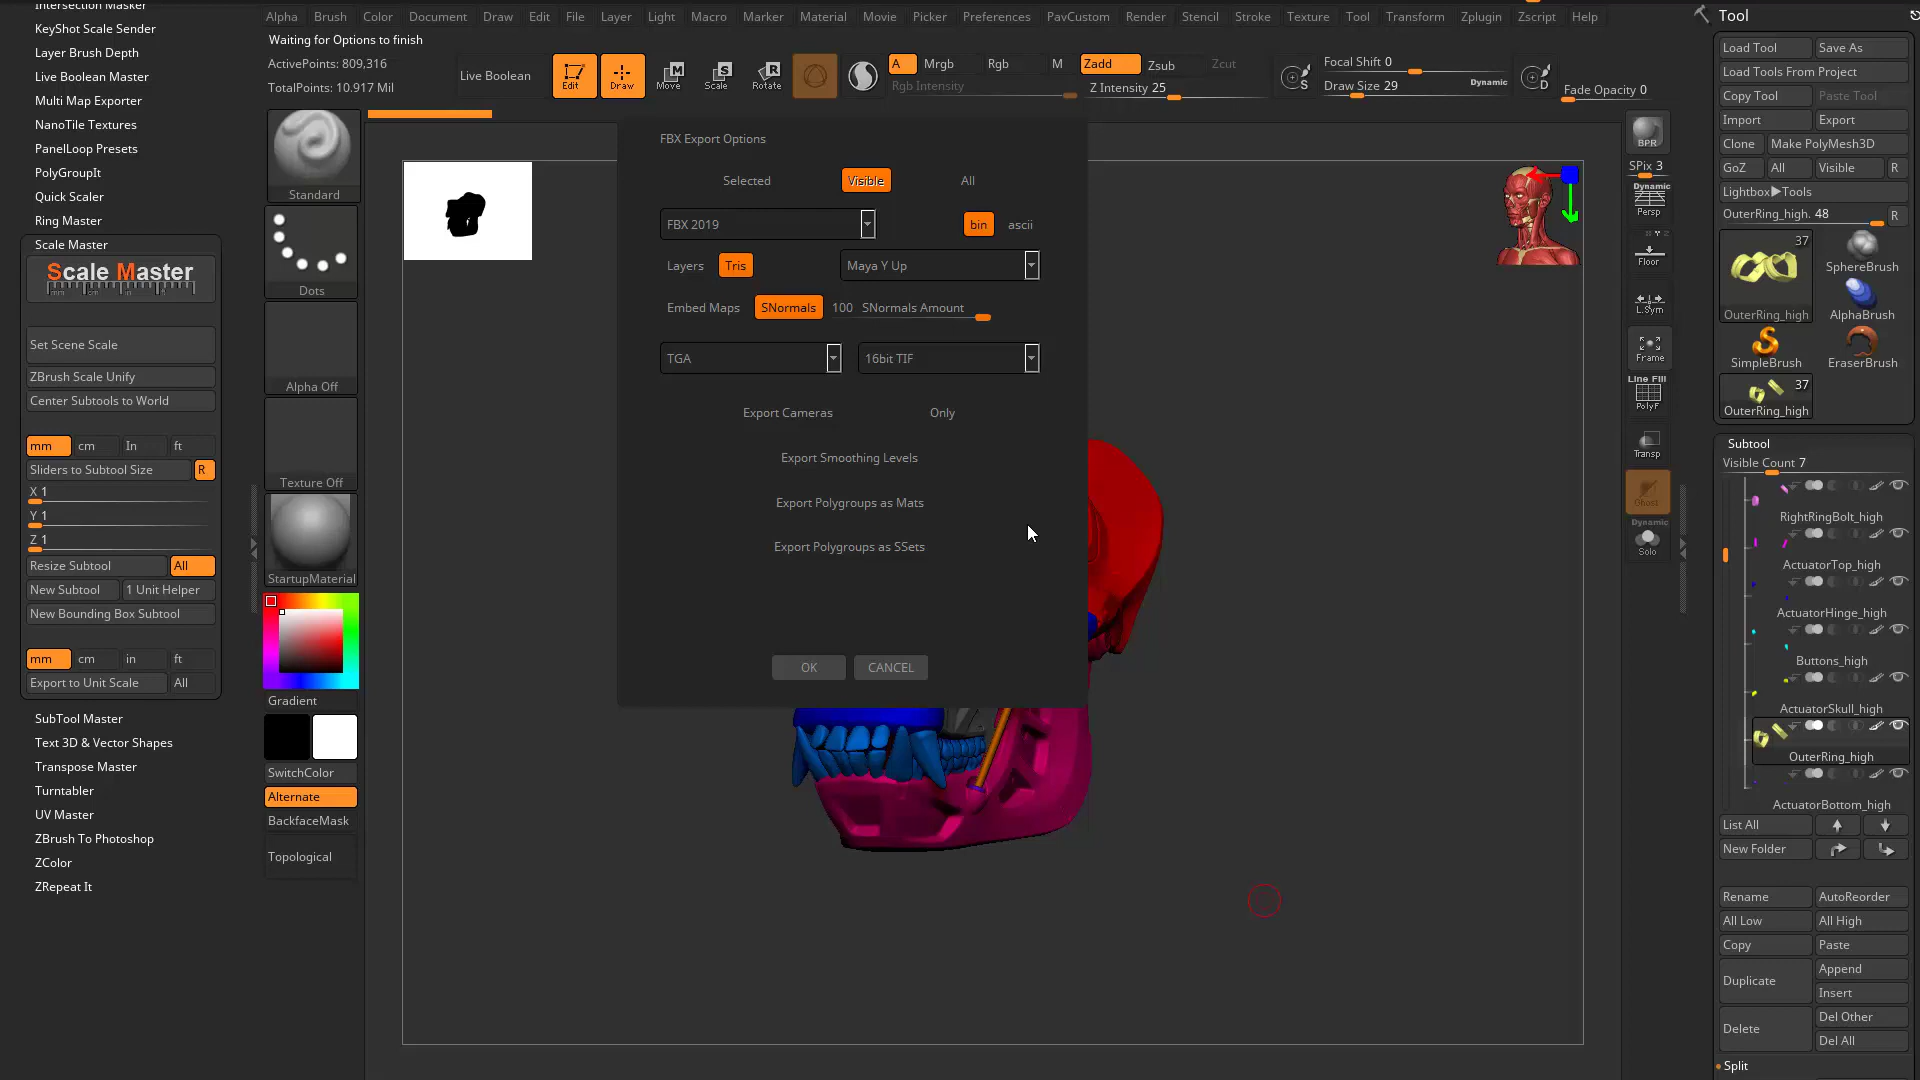 Intersection Masker
KeyShot Scale Sender
Layer Brush Depth
Live Boolean Master
Multi Map Exporter
NanoTile Textures
PanelLoop Presets
PolyGroupIt
Quick Scaler
Ring Master
Scale Master
Scale Master
mm cm in ft
Set Scene Scale
ZBrush Scale Unify
Center Subtools to World
mm cm In ft
Sliders to Subtool Size R
X 1
Y 1
Z 1
Resize Subtool All
New Subtool 1 Unit Helper
New Bounding Box Subtool
mm cm in ft
Export to Unit Scale All
SubTool Master
Text 3D & Vector Shapes
Transpose Master
Turntabler
UV Master
ZBrush To Photoshop
ZColor
ZRepeat It
Alpha Brush Color Document Draw Edit File Layer Light Macro Marker Material Movie Picker Preferences PavCustom Render Stencil Stroke Texture Tool Transform Zplugin Zscript Help
Waiting for Options to finish
ActivePoints: 809,316
TotalPoints: 10.917 Mil
Live Boolean
Edit
Draw
M
Move
S
Scale
R
Rotate
A Mrgb Rgb M
Rgb Intensity
Zadd Zsub Zcut
Z Intensity 25
S
Focal Shift 0
Draw Size 29 Dynamic
D
Fade Opacity 0
Standard
Dots
Alpha Off
Texture Off
StartupMaterial
Gradient
SwitchColor
Alternate
BackfaceMask
Topological
FBX Export Options
Selected Visible All
FBX 2019 bin ascii
Layers Tris Maya Y Up
Embed Maps SNormals 100 SNormals Amount
TGA 16bit TIF
Export Cameras Only
Export Smoothing Levels
Export Polygroups as Mats
Export Polygroups as SSets
OK CANCEL
BPR
SPix 3
Dynamic
Persp
Floor
L.Sym
Frame
Line Fill
PolyF
Transp
Ghost
Dynamic
Solo
Tool
Load Tool Save As
Load Tools From Project
Copy Tool Paste Tool
Import Export
Clone Make PolyMesh3D
GoZ All Visible R
Lightbox▶Tools
OuterRing_high. 48 R
37
OuterRing_high
SphereBrush
AlphaBrush
SimpleBrush
EraserBrush
37
OuterRing_high
Subtool
Visible Count 7
RightRingBolt_high
ActuatorTop_high
ActuatorHinge_high
Buttons_high
ActuatorSkull_high
OuterRing_high
ActuatorBottom_high
List All
New Folder
Rename AutoReorder
All Low All High
Copy Paste
Duplicate Append
Insert
Delete Del Other
Del All
Split